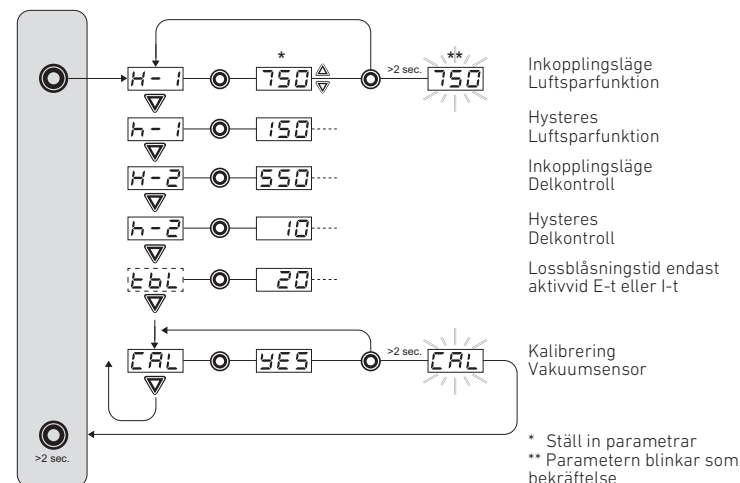 *
**
H-1
750
>2 sec.
750
Inkopplingsläge
Luftsparfunktion
h-1
150
Hysteres
Luftsparfunktion
H-2
550
Inkopplingsläge
Delkontroll
h-2
10
Hysteres
Delkontroll
tbL
20
Lossblåsningstid endast
aktivvid E-t eller I-t
CAL
YES
>2 sec.
CAL
Kalibrering
Vakuumsensor
>2 sec.
* Ställ in parametrar
** Parametern blinkar som
bekräftelse